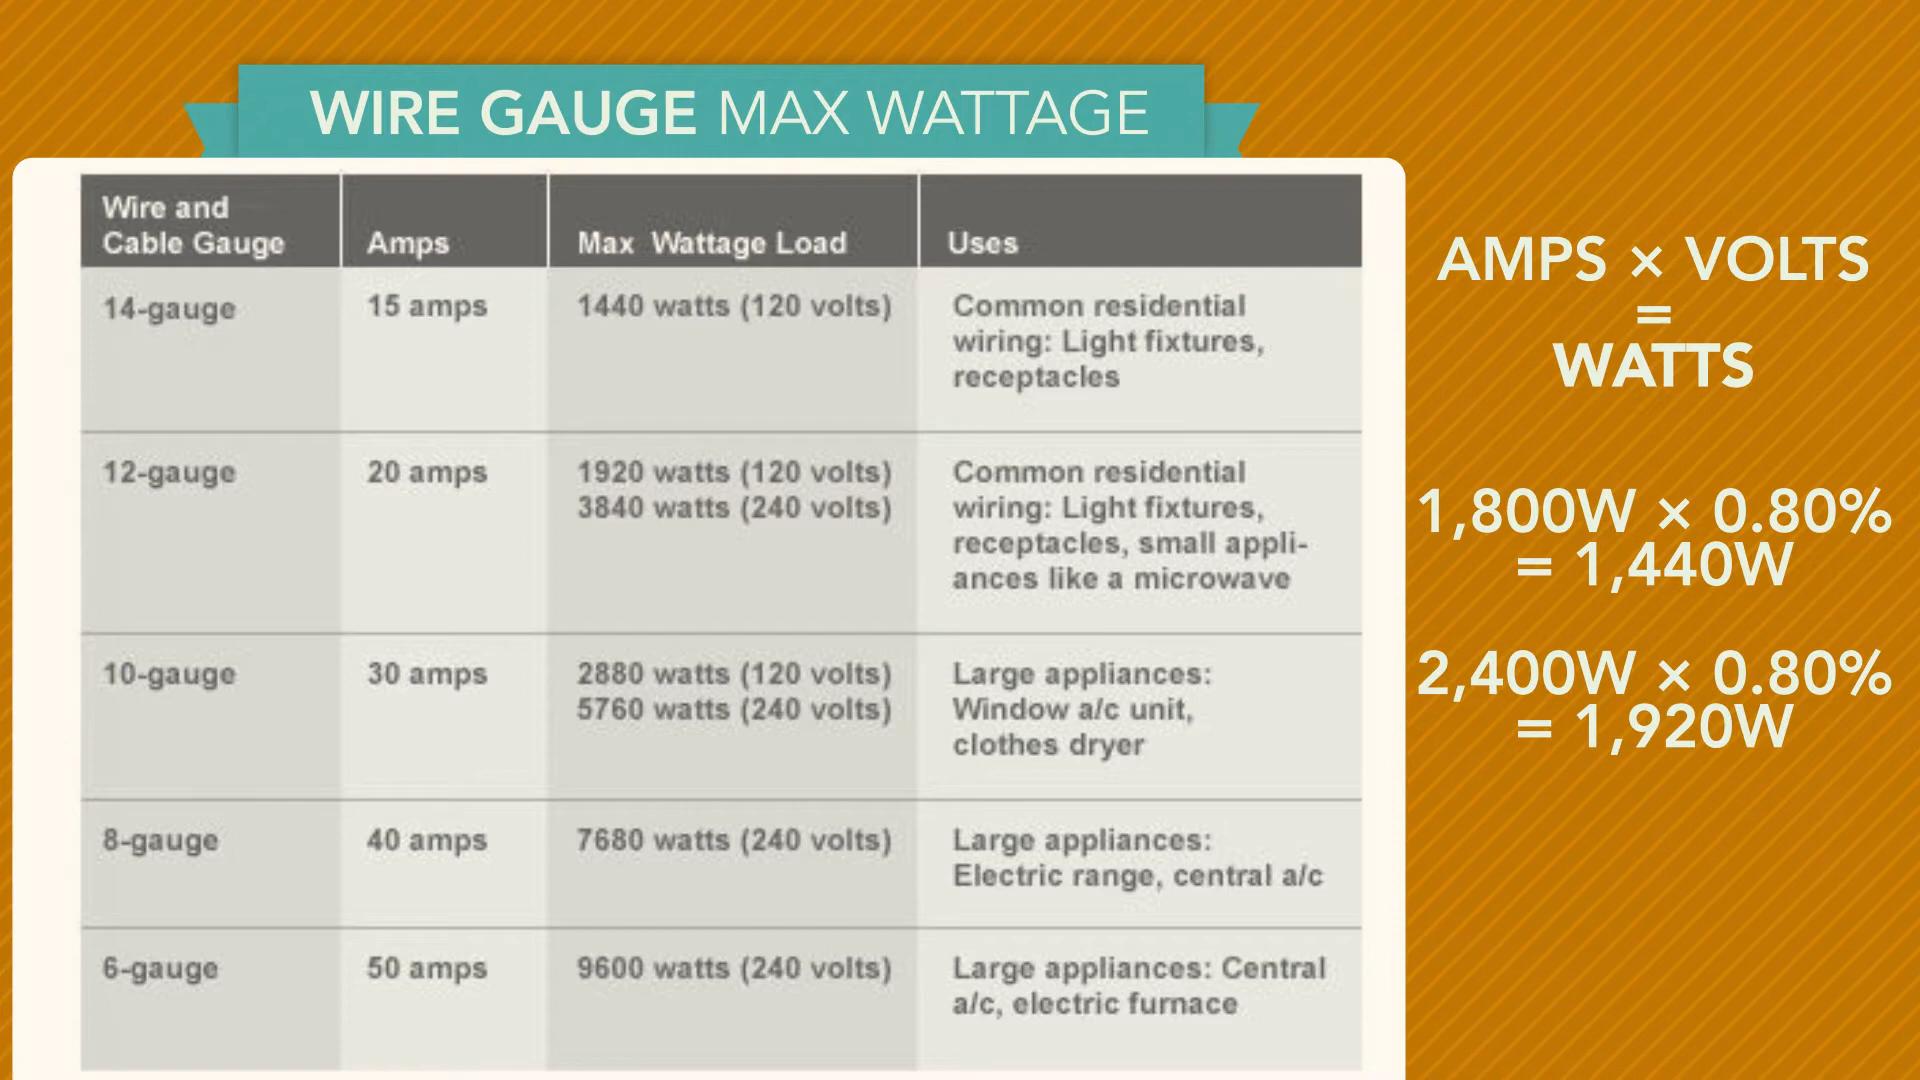 WIRE GAUGE MAX WATTAGE
Wire and
Cable Gauge
Amps
Max Wattage Load
Uses
14-gauge
15 amps
1440 watts (120 volts)
Common residential
wiring: Light fixtures,
receptacles
12-gauge
20 amps
1920 watts (120 volts)
3840 watts (240 volts)
Common residential
wiring: Light fixtures,
receptacles, small appli-
ances like a microwave
10-gauge
30 amps
2880 watts (120 volts)
5760 watts (240 volts)
Large appliances:
Window a/c unit,
clothes dryer
8-gauge
40 amps
7680 watts (240 volts)
Large appliances:
Electric range, central a/c
6-gauge
50 amps
9600 watts (240 volts)
Large appliances: Central
a/c, electric furnace
AMPS × VOLTS
=
WATTS
1,800W × 0.80%
= 1,440W
2,400W × 0.80%
= 1,920W